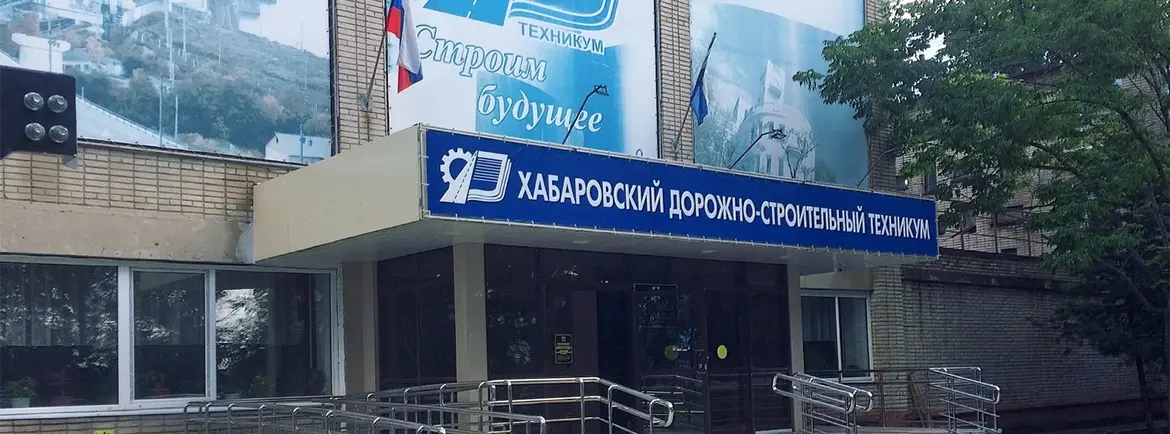 ТЕХНИКУМ
Строим
будущее
ХАБАРОВСКИЙ ДОРОЖНО-СТРОИТЕЛЬНЫЙ ТЕХНИКУМ